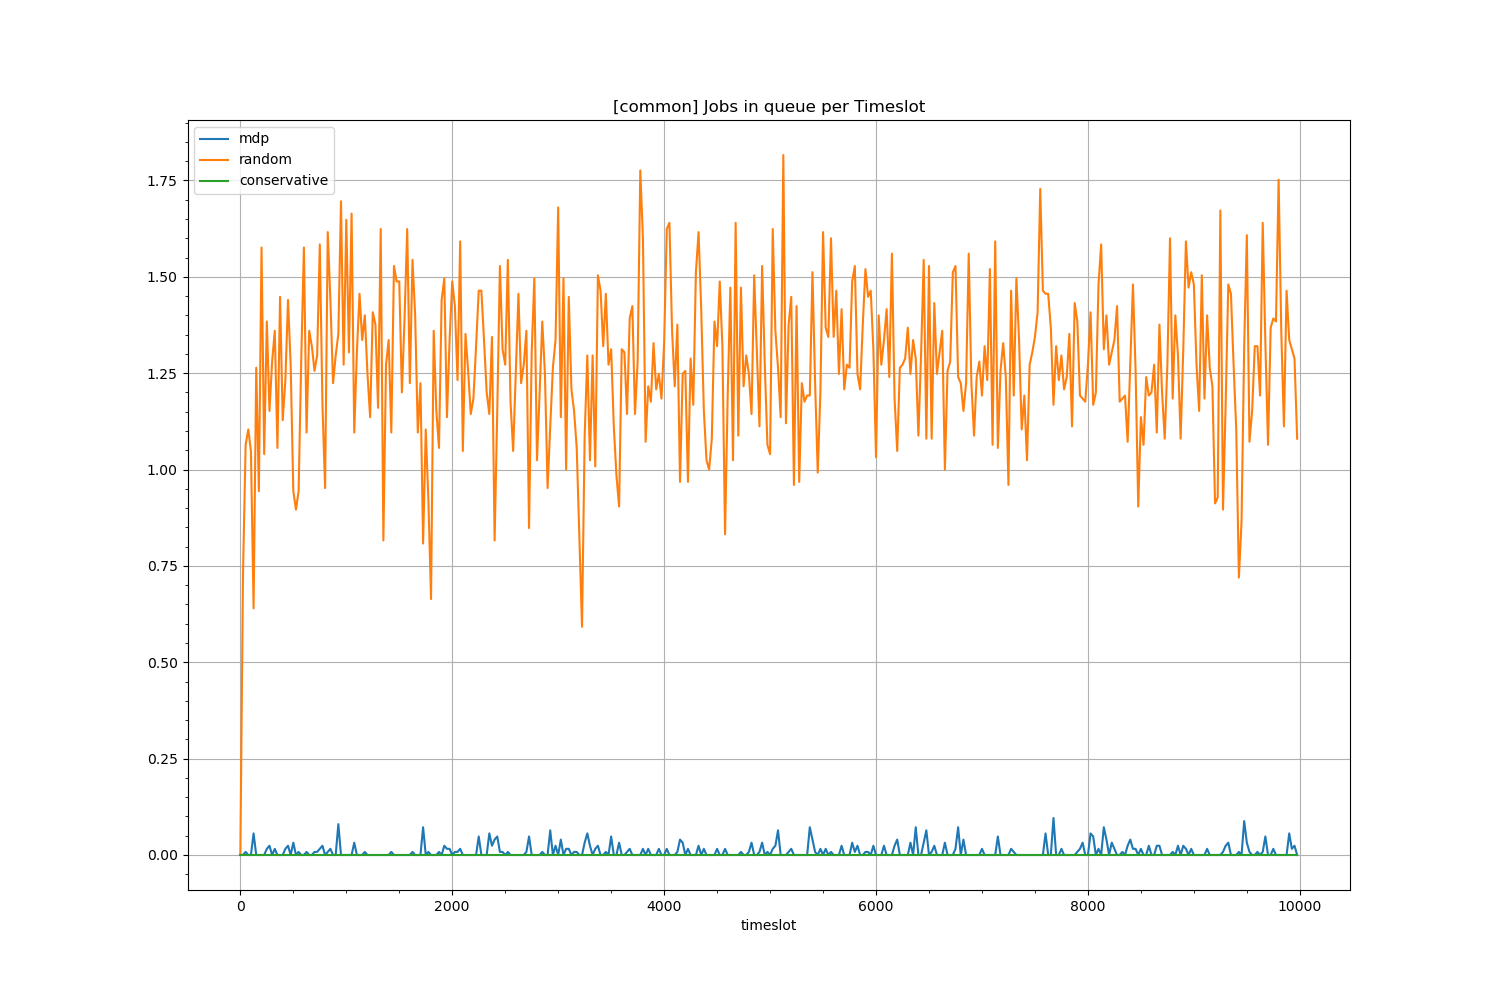 [common] Jobs in queue per Timeslot
mdp
random
conservative
1.75
1.50
1.25
1.00
0.75
0.50
0.25
0.00
0 2000 4000 6000 8000 10000
timeslot